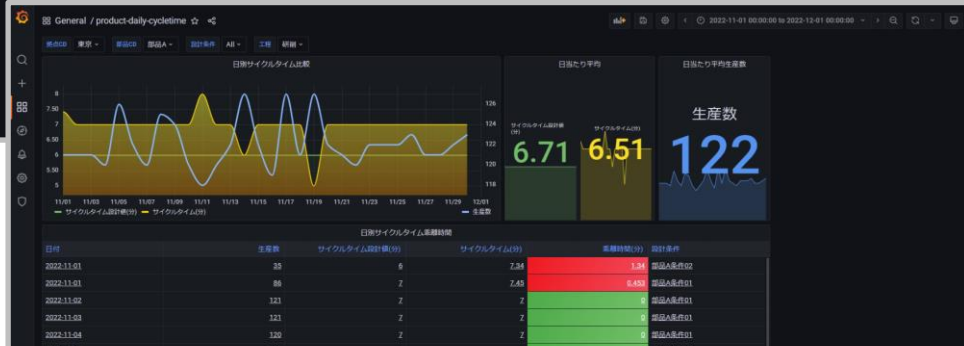 General / product-daily-cycletime
2022-11-01 00:00:00 to 2022-12-01 00:00:00
拠点CD 東京 部品CD 部品A 設計条件 All 工程 研削
日別サイクルタイム比較
8
7.50
7
6.50
6
5.50
5
126
124
122
120
118
11/01 11/03 11/05 11/07 11/09 11/11 11/13 11/15 11/17 11/19 11/21 11/23 11/25 11/27 11/29 12/01
サイクルタイム設計値(分) サイクルタイム(分) 生産数
日当たり平均
サイクルタイム設計値(分)
6.71
サイクルタイム(分)
6.51
日当たり平均生産数
生産数
122
日別サイクルタイム乖離時間
日付 生産数 サイクルタイム設計値(分) サイクルタイム(分) 乖離時間(分) 設計条件
2022-11-01 35 6 7.34 1.34 部品A条件02
2022-11-01 86 7 7.45 0.453 部品A条件01
2022-11-02 121 7 7 0 部品A条件01
2022-11-03 121 7 7 0 部品A条件01
2022-11-04 120 7 7 0 部品A条件01